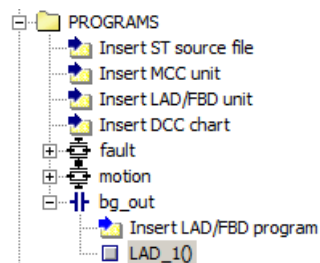 PROGRAMS
Insert ST source file
Insert MCC unit
Insert LAD/FBD unit
Insert DCC chart
fault
motion
bg_out
Insert LAD/FBD program
LAD_1()